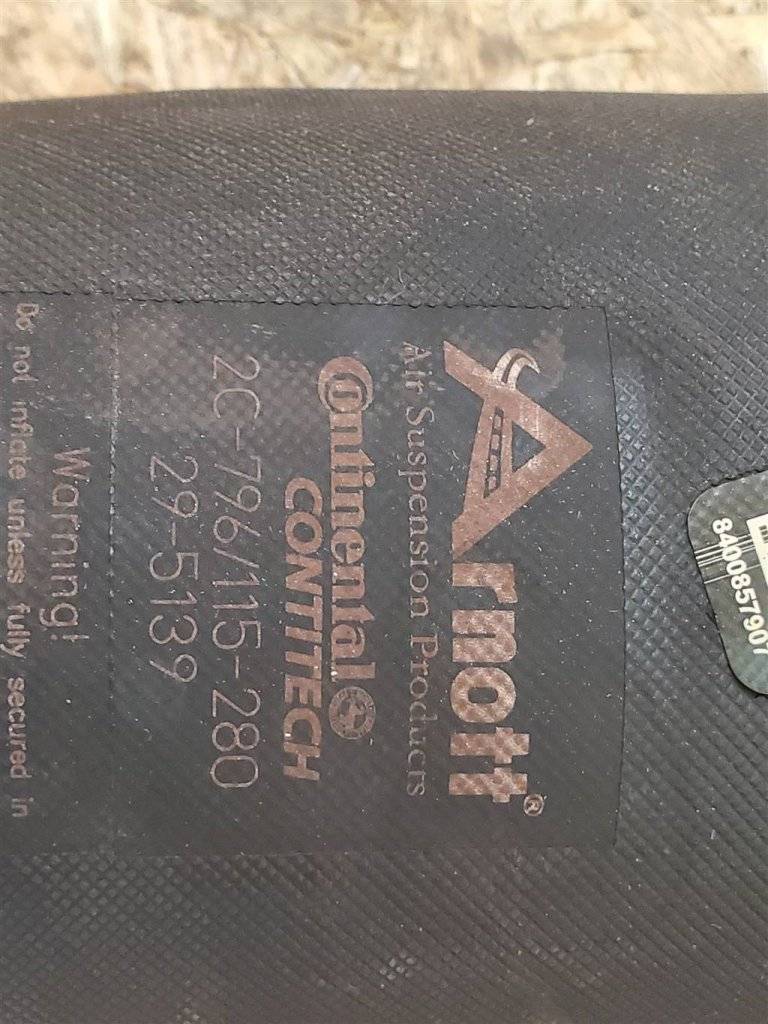 Arnott®
Air Suspension Products
Continental
CONTITECH
2C-796/115-280
29-5139
Warning!
Do not inflate unless fully secured in
8400857907